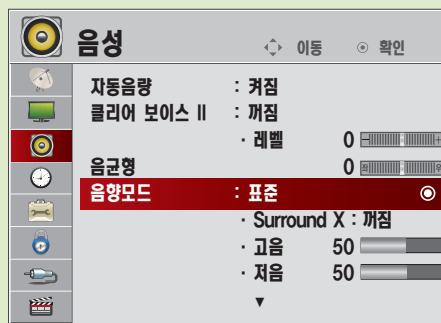 음성 이동 확인
자동음량 : 켜짐
클리어 보이스 II : 꺼짐
· 레벨 0 - +
음균형 0 좌 우
음향모드 : 표준
· Surround X : 꺼짐
· 고음 50
· 저음 50
▼